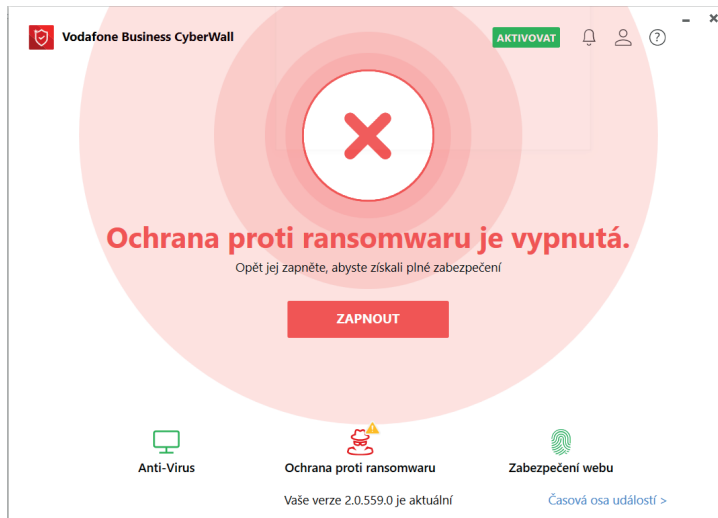 Vodafone Business CyberWall
AKTIVOVAT
Ochrana proti ransomwaru je vypnutá.
Opět jej zapněte, abyste získali plné zabezpečení
ZAPNOUT
Anti-Virus
Ochrana proti ransomwaru
Zabezpečení webu
Vaše verze 2.0.559.0 je aktuální
Časová osa událostí >